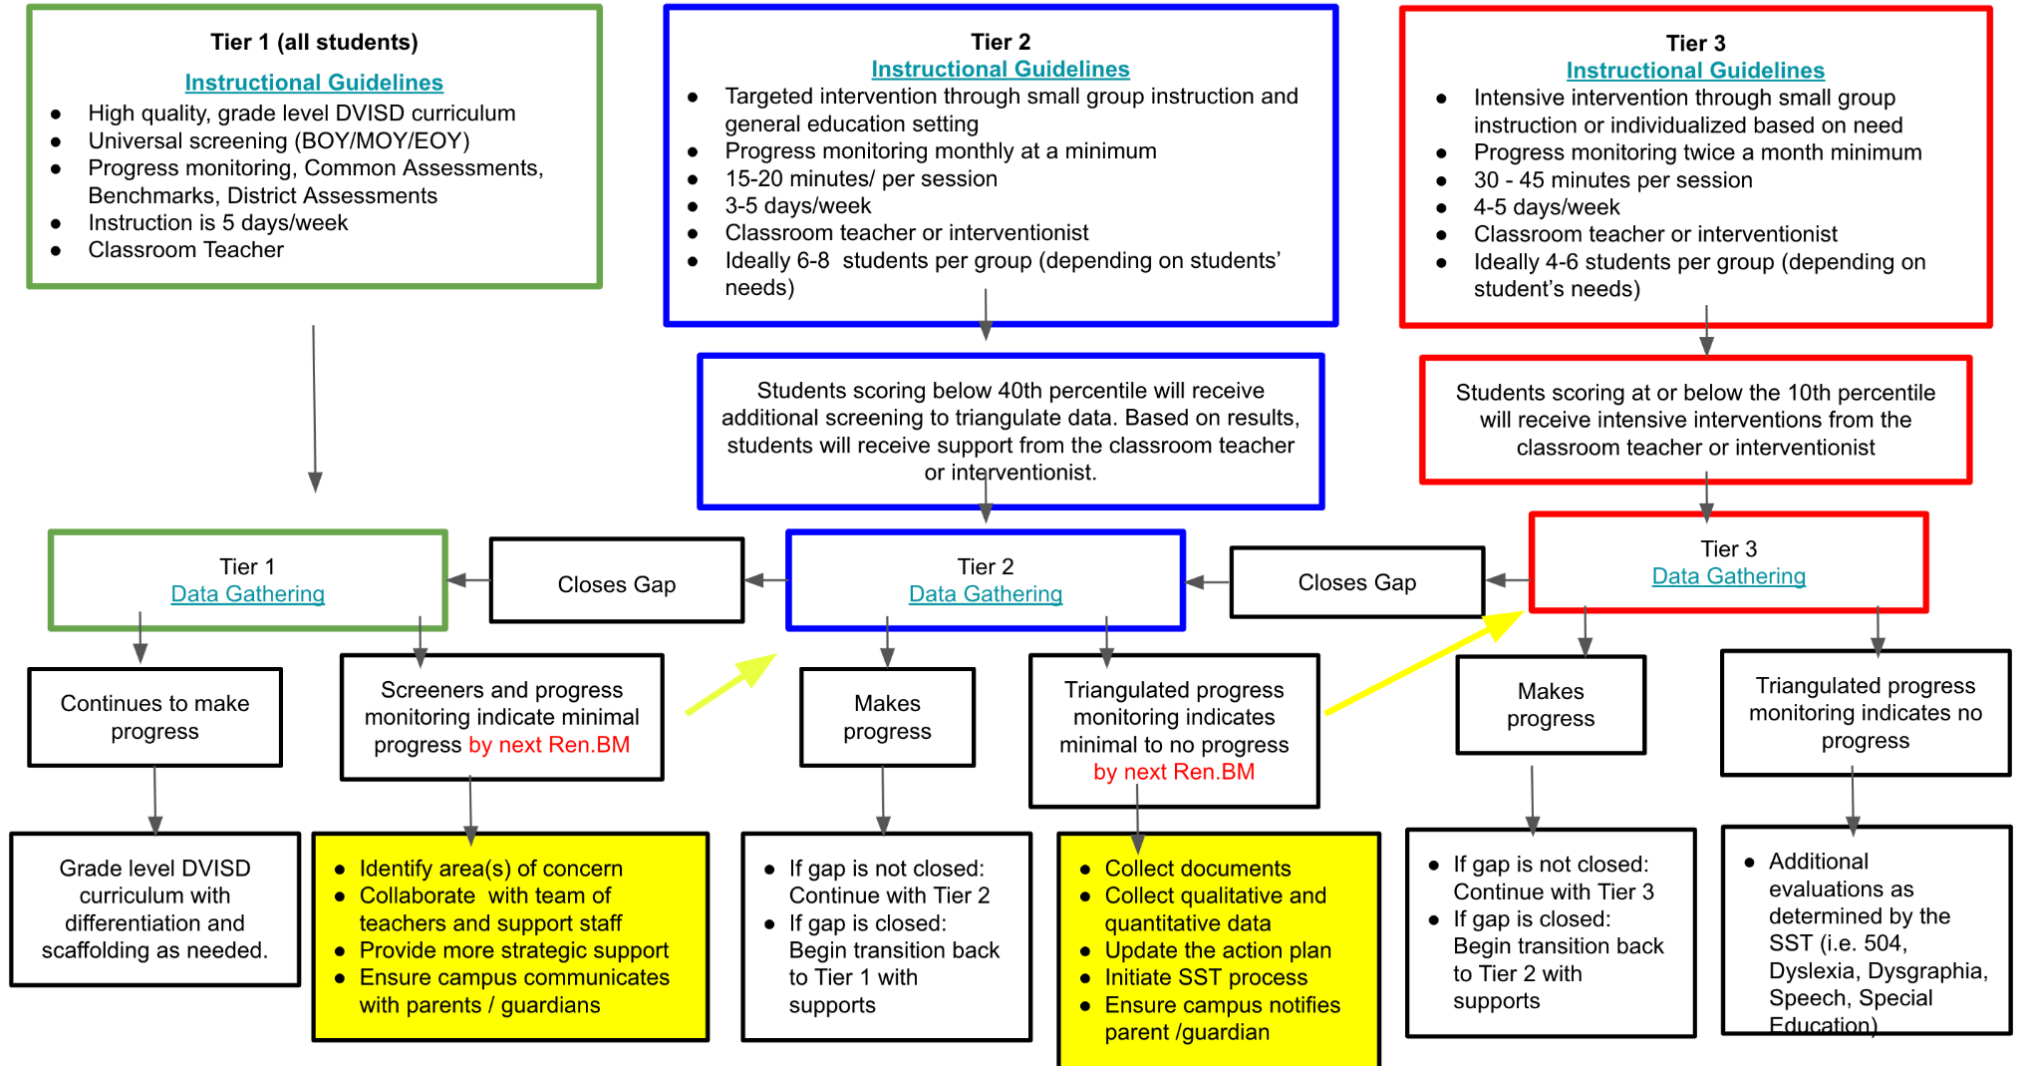 Tier 1 (all students)
Instructional Guidelines
● High quality, grade level DVISD curriculum
● Universal screening (BOY/MOY/EOY)
● Progress monitoring, Common Assessments,
Benchmarks, District Assessments
● Instruction is 5 days/week
● Classroom Teacher
Tier 2
Instructional Guidelines
● Targeted intervention through small group instruction and
general education setting
● Progress monitoring monthly at a minimum
● 15-20 minutes/ per session
● 3-5 days/week
● Classroom teacher or interventionist
● Ideally 6-8 students per group (depending on students’
needs)
Tier 3
Instructional Guidelines
● Intensive intervention through small group
instruction or individualized based on need
● Progress monitoring twice a month minimum
● 30 - 45 minutes per session
● 4-5 days/week
● Classroom teacher or interventionist
● Ideally 4-6 students per group (depending on
student’s needs)
Students scoring below 40th percentile will receive
additional screening to triangulate data. Based on results,
students will receive support from the classroom teacher
or interventionist.
Students scoring at or below the 10th percentile
will receive intensive interventions from the
classroom teacher or interventionist
Tier 1
Data Gathering
Closes Gap
Tier 2
Data Gathering
Closes Gap
Tier 3
Data Gathering
Continues to make
progress
Screeners and progress
monitoring indicate minimal
progress by next Ren.BM
Makes
progress
Triangulated progress
monitoring indicates
minimal to no progress
by next Ren.BM
Makes
progress
Triangulated progress
monitoring indicates no
progress
Grade level DVISD
curriculum with
differentiation and
scaffolding as needed.
● Identify area(s) of concern
● Collaborate with team of
teachers and support staff
● Provide more strategic support
● Ensure campus communicates
with parents / guardians
● If gap is not closed:
Continue with Tier 2
● If gap is closed:
Begin transition back
to Tier 1 with
supports
● Collect documents
● Collect qualitative and
quantitative data
● Update the action plan
● Initiate SST process
● Ensure campus notifies
parent /guardian
● If gap is not closed:
Continue with Tier 3
● If gap is closed:
Begin transition back
to Tier 2 with
supports
● Additional
evaluations as
determined by the
SST (i.e. 504,
Dyslexia, Dysgraphia,
Speech, Special
Education)